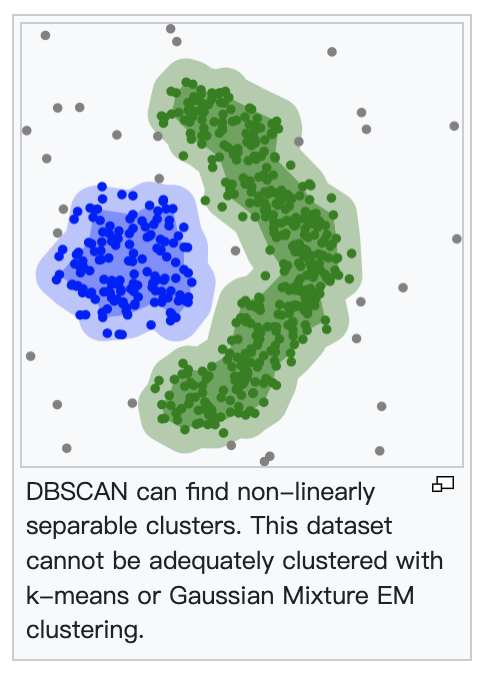 DBSCAN can find non-linearly
separable clusters. This dataset
cannot be adequately clustered with
k-means or Gaussian Mixture EM
clustering.